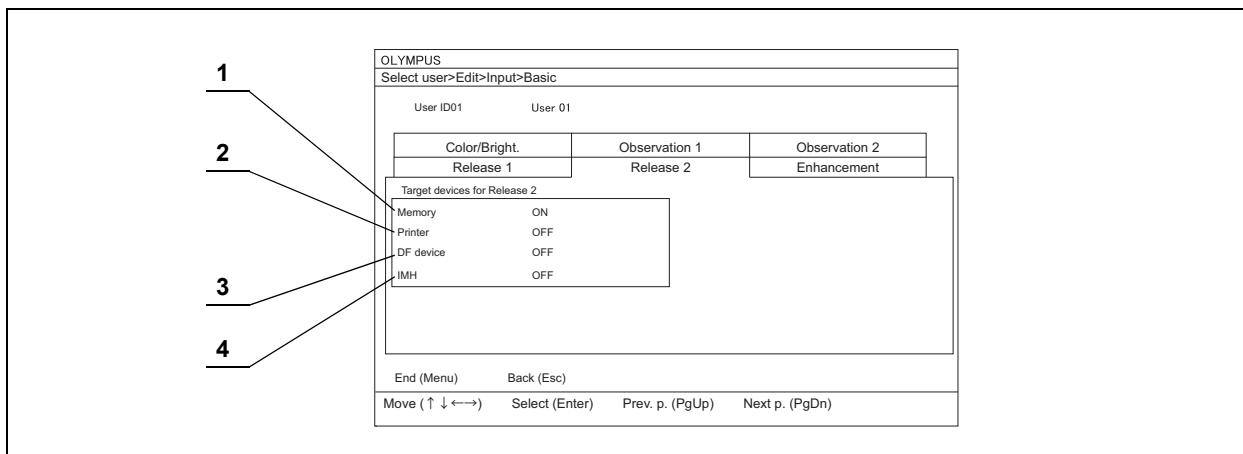 1
2
3
4
OLYMPUS
Select user>Edit>Input>Basic
User ID01 User 01
Color/Bright. Observation 1 Observation 2
Release 1 Release 2 Enhancement
Target devices for Release 2
Memory ON
Printer OFF
DF device OFF
IMH OFF
End (Menu) Back (Esc)
Move (↑↓←→) Select (Enter) Prev. p. (PgUp) Next p. (PgDn)